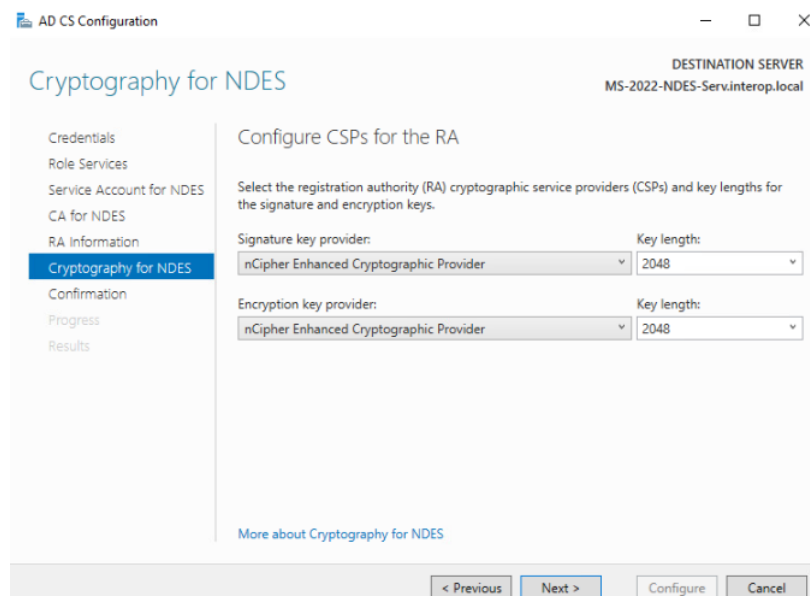 AD CS Configuration
Cryptography for NDES
DESTINATION SERVER
MS-2022-NDES-Serv.interop.local
Credentials
Role Services
Service Account for NDES
CA for NDES
RA Information
Cryptography for NDES
Confirmation
Progress
Results
Configure CSPs for the RA
Select the registration authority (RA) cryptographic service providers (CSPs) and key lengths for
the signature and encryption keys.
Signature key provider:
Key length:
nCipher Enhanced Cryptographic Provider
2048
Encryption key provider:
Key length:
nCipher Enhanced Cryptographic Provider
2048
More about Cryptography for NDES
< Previous
Next >
Configure
Cancel